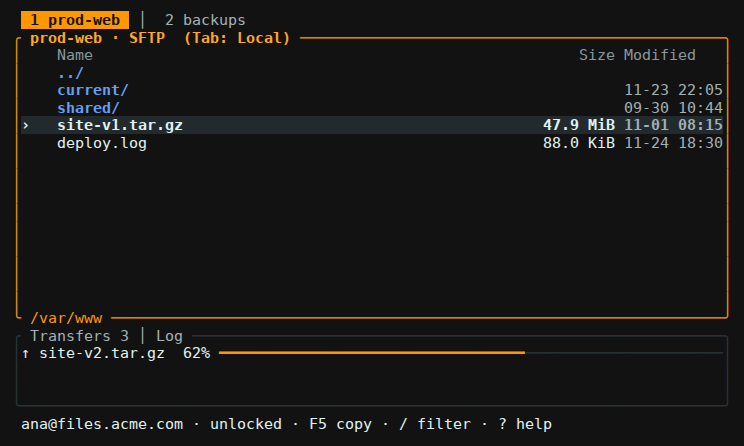 1 prod-web │ 2 backups
prod-web · SFTP (Tab: Local)
Name Size Modified
../
current/ 11-23 22:05
shared/ 09-30 10:44
› site-v1.tar.gz 47.9 MiB 11-01 08:15
deploy.log 88.0 KiB 11-24 18:30
/var/www
Transfers 3 │ Log
↑ site-v2.tar.gz 62%
ana@files.acme.com · unlocked · F5 copy · / filter · ? help